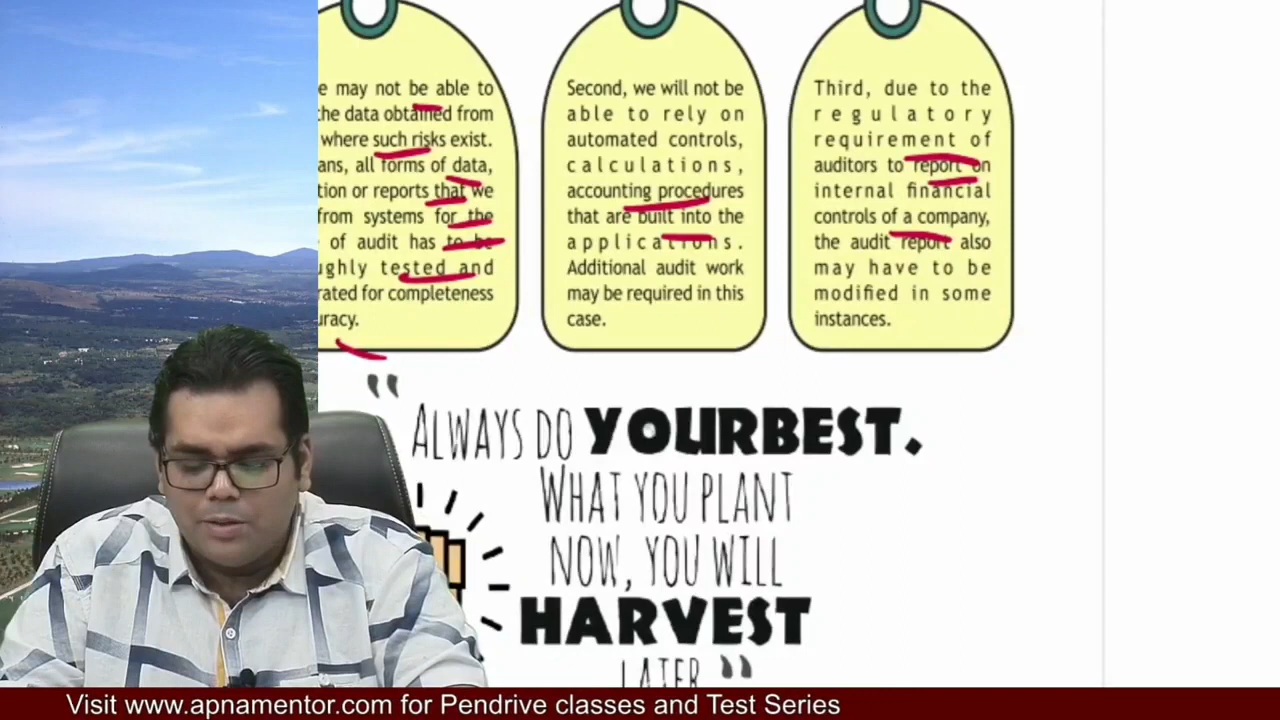 e may not be able to
the data obtained from
where such risks exist.
ans, all forms of data,
tion or reports that we
from systems for the
of audit has to be
ughly tested and
rated for completeness
uracy.
Second, we will not be
able to rely on
automated controls,
calculations,
accounting procedures
that are built into the
applications.
Additional audit work
may be required in this
case.
Third, due to the
regulatory
requirement of
auditors to report on
internal financial
controls of a company,
the audit report also
may have to be
modified in some
instances.
"ALWAYS DO YOUR BEST.
WHAT YOU PLANT
NOW, YOU WILL
HARVEST
LATER"
Visit www.apnamentor.com for Pendrive classes and Test Series